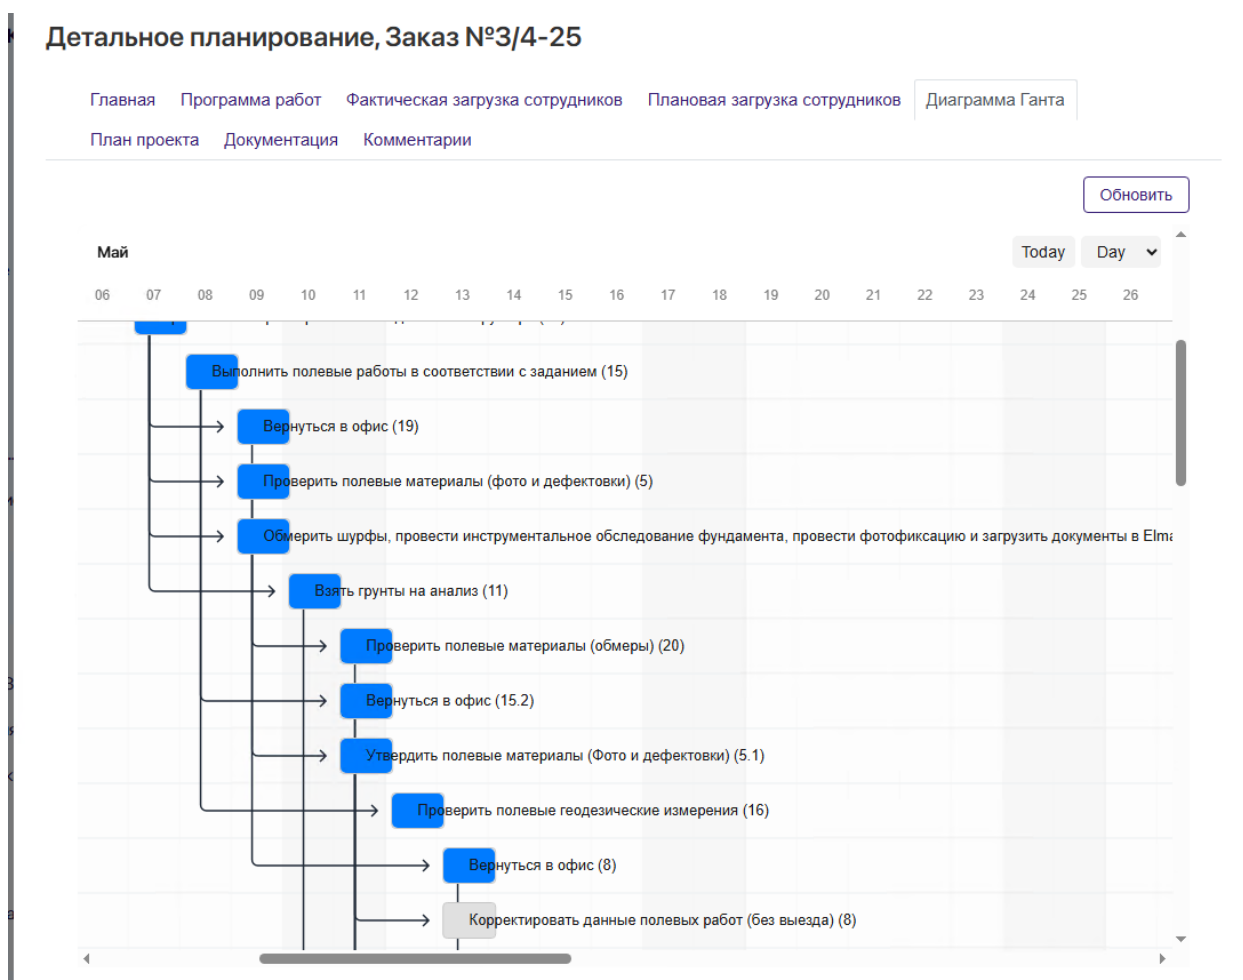 Детальное планирование, Заказ №3/4-25
Главная Программа работ Фактическая загрузка сотрудников Плановая загрузка сотрудников Диаграмма Ганта
План проекта Документация Комментарии
Обновить
Май Today Day
06 07 08 09 10 11 12 13 14 15 16 17 18 19 20 21 22 23 24 25 26
Выполнить полевые работы в соответствии с заданием (15)
Вернуться в офис (19)
Проверить полевые материалы (фото и дефектовки) (5)
Обмерить шурфы, провести инструментальное обследование фундамента, провести фотофиксацию и загрузить документы в Elma
Взять грунты на анализ (11)
Проверить полевые материалы (обмеры) (20)
Вернуться в офис (15.2)
Утвердить полевые материалы (Фото и дефектовки) (5.1)
Проверить полевые геодезические измерения (16)
Вернуться в офис (8)
Корректировать данные полевых работ (без выезда) (8)